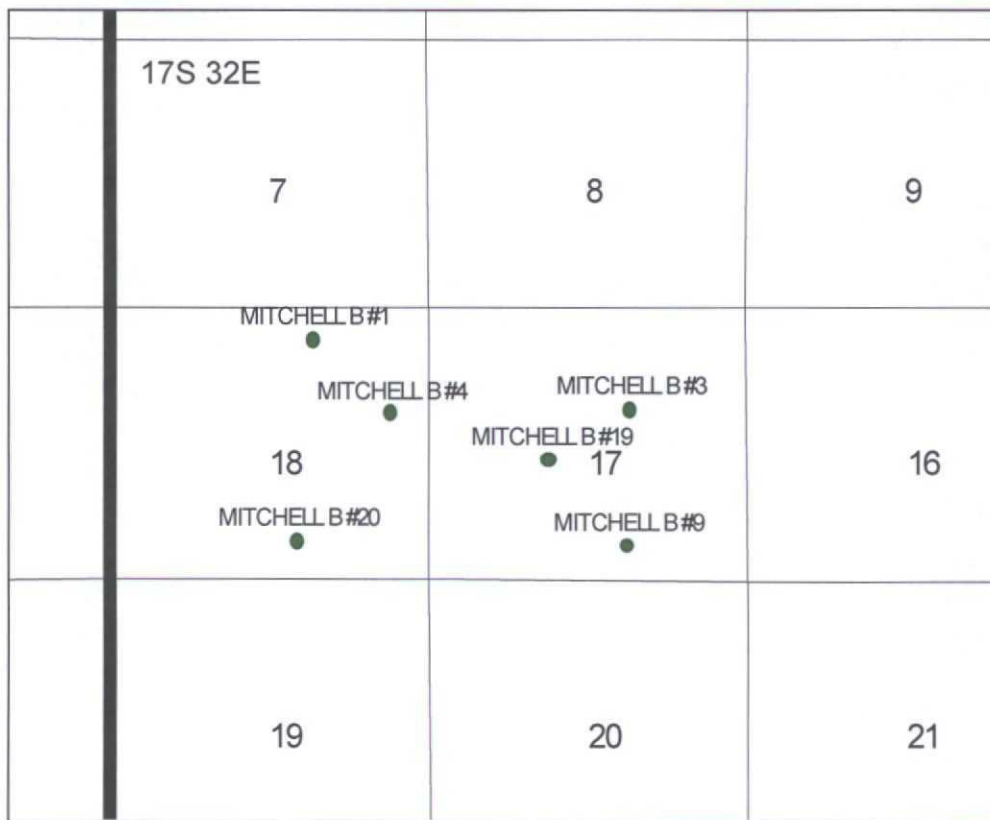 17S 32E
7
8
9
MITCHELL B #1
MITCHELL B #4
MITCHELL B #3
MITCHELL B #19
18
17
16
MITCHELL B #20
MITCHELL B #9
19
20
21